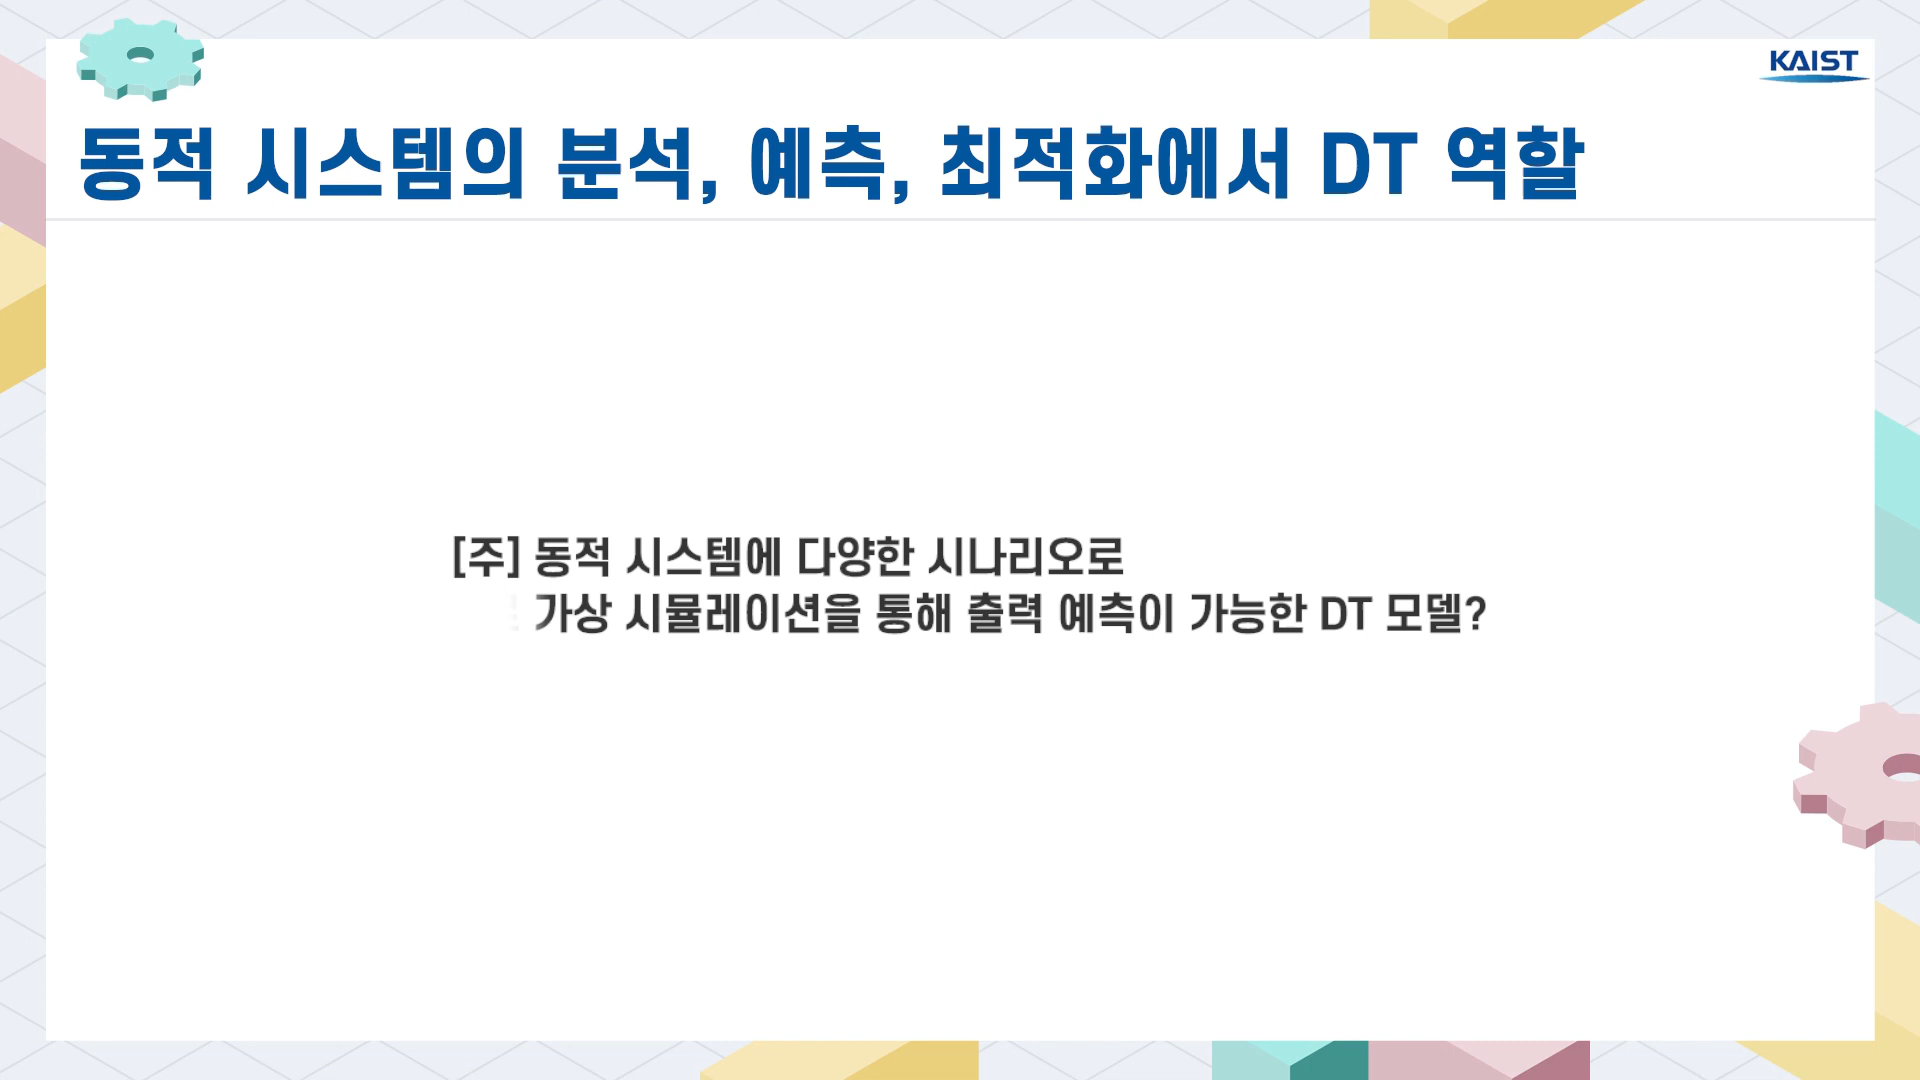 KAIST
동적 시스템의 분석, 예측, 최적화에서 DT 역할
[주] 동적 시스템에 다양한 시나리오로
가상 시뮬레이션을 통해 출력 예측이 가능한 DT 모델?